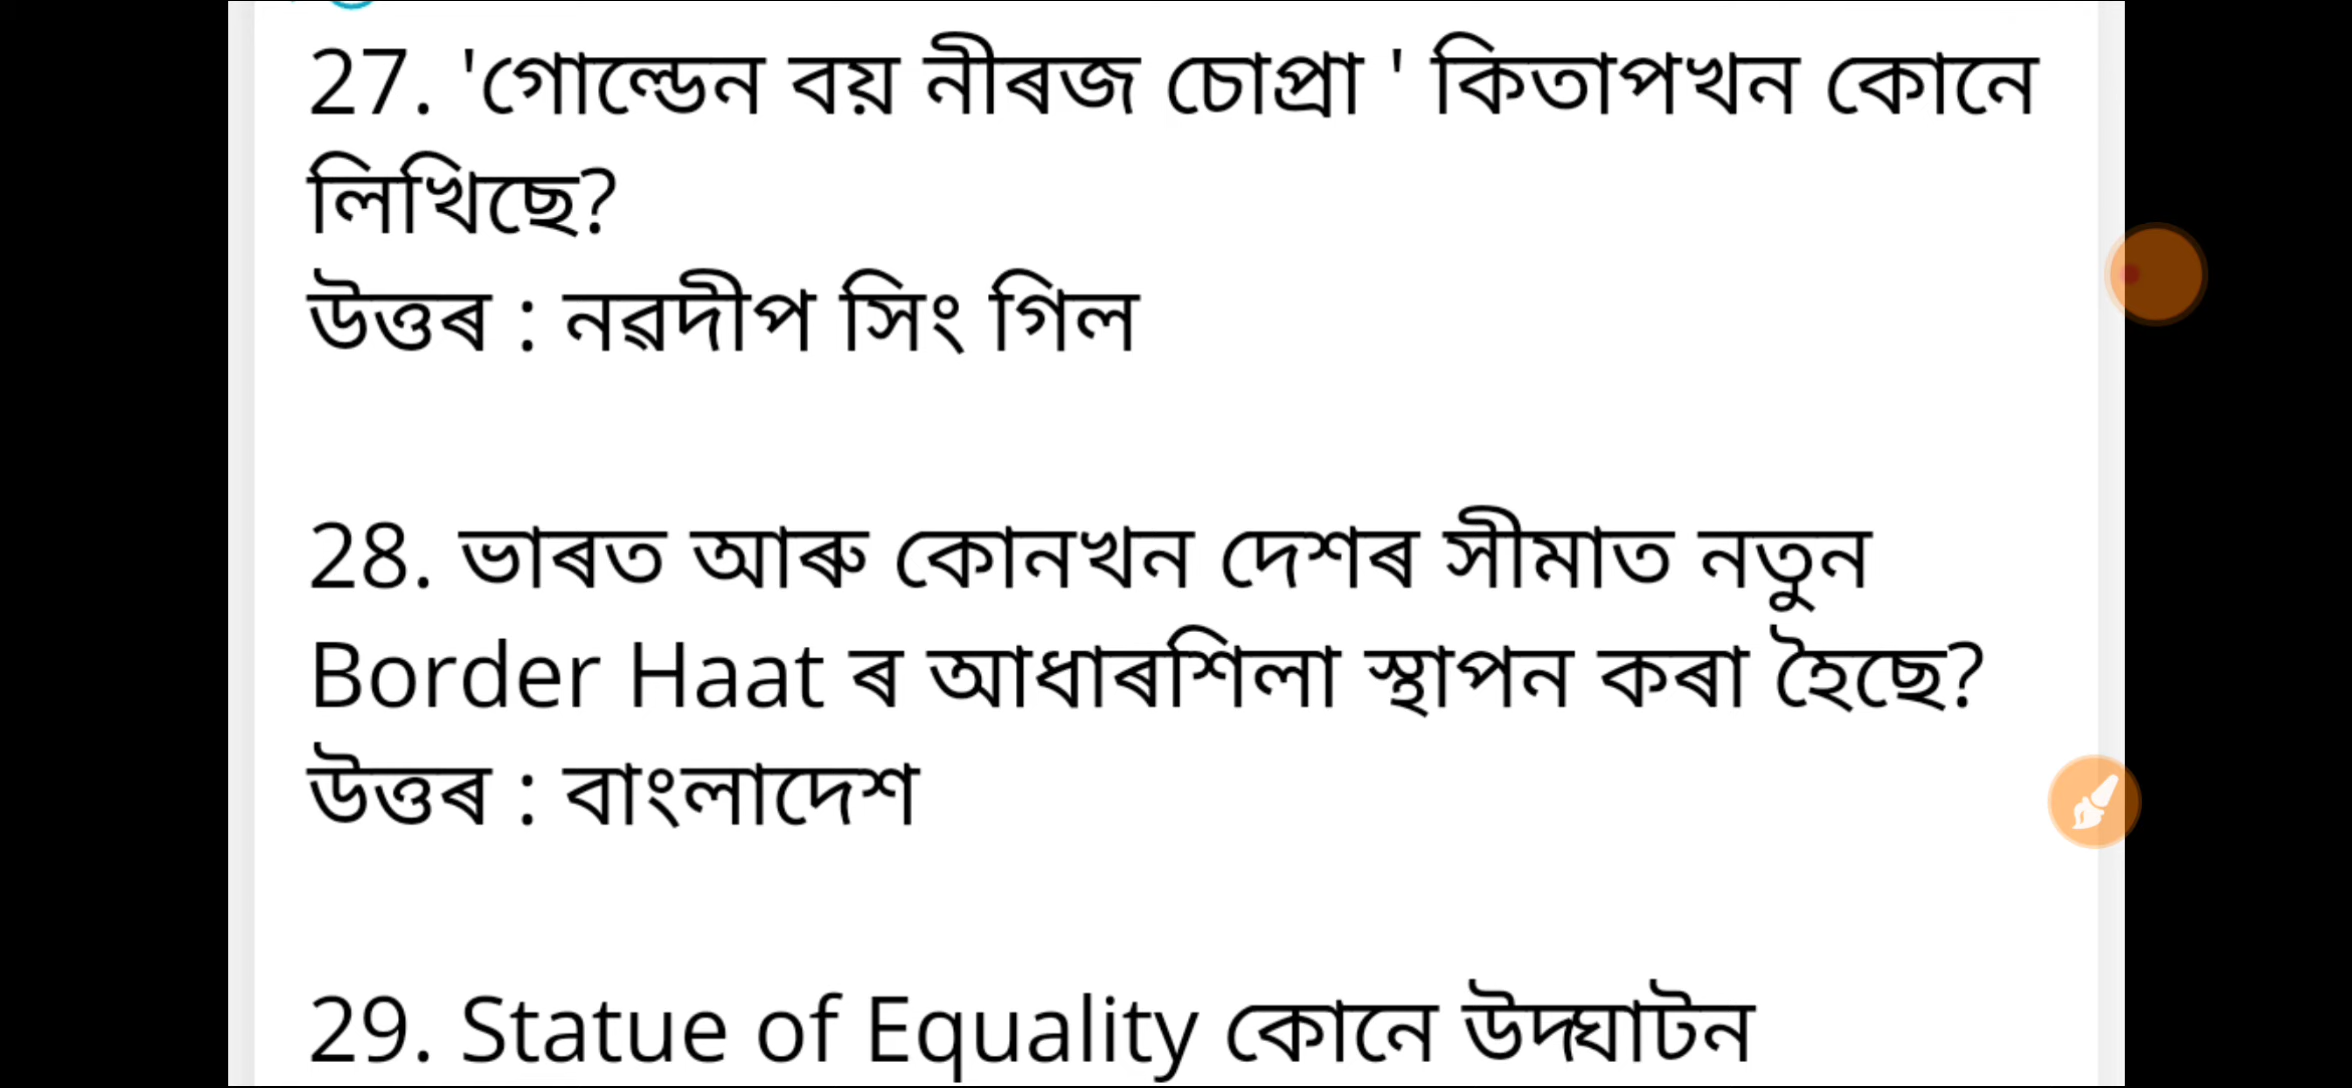 27. 'গোল্ডেন বয় নীৰজ চোপ্ৰা ' কিতাপখন কোনে
লিখিছে?
উত্তৰ : নৱদীপ সিং গিল
28. ভাৰত আৰু কোনখন দেশৰ সীমাত নতুন
Border Haat ৰ আধাৰশিলা স্থাপন কৰা হৈছে?
উত্তৰ : বাংলাদেশ
29. Statue of Equality কোনে উদ্ঘাটন